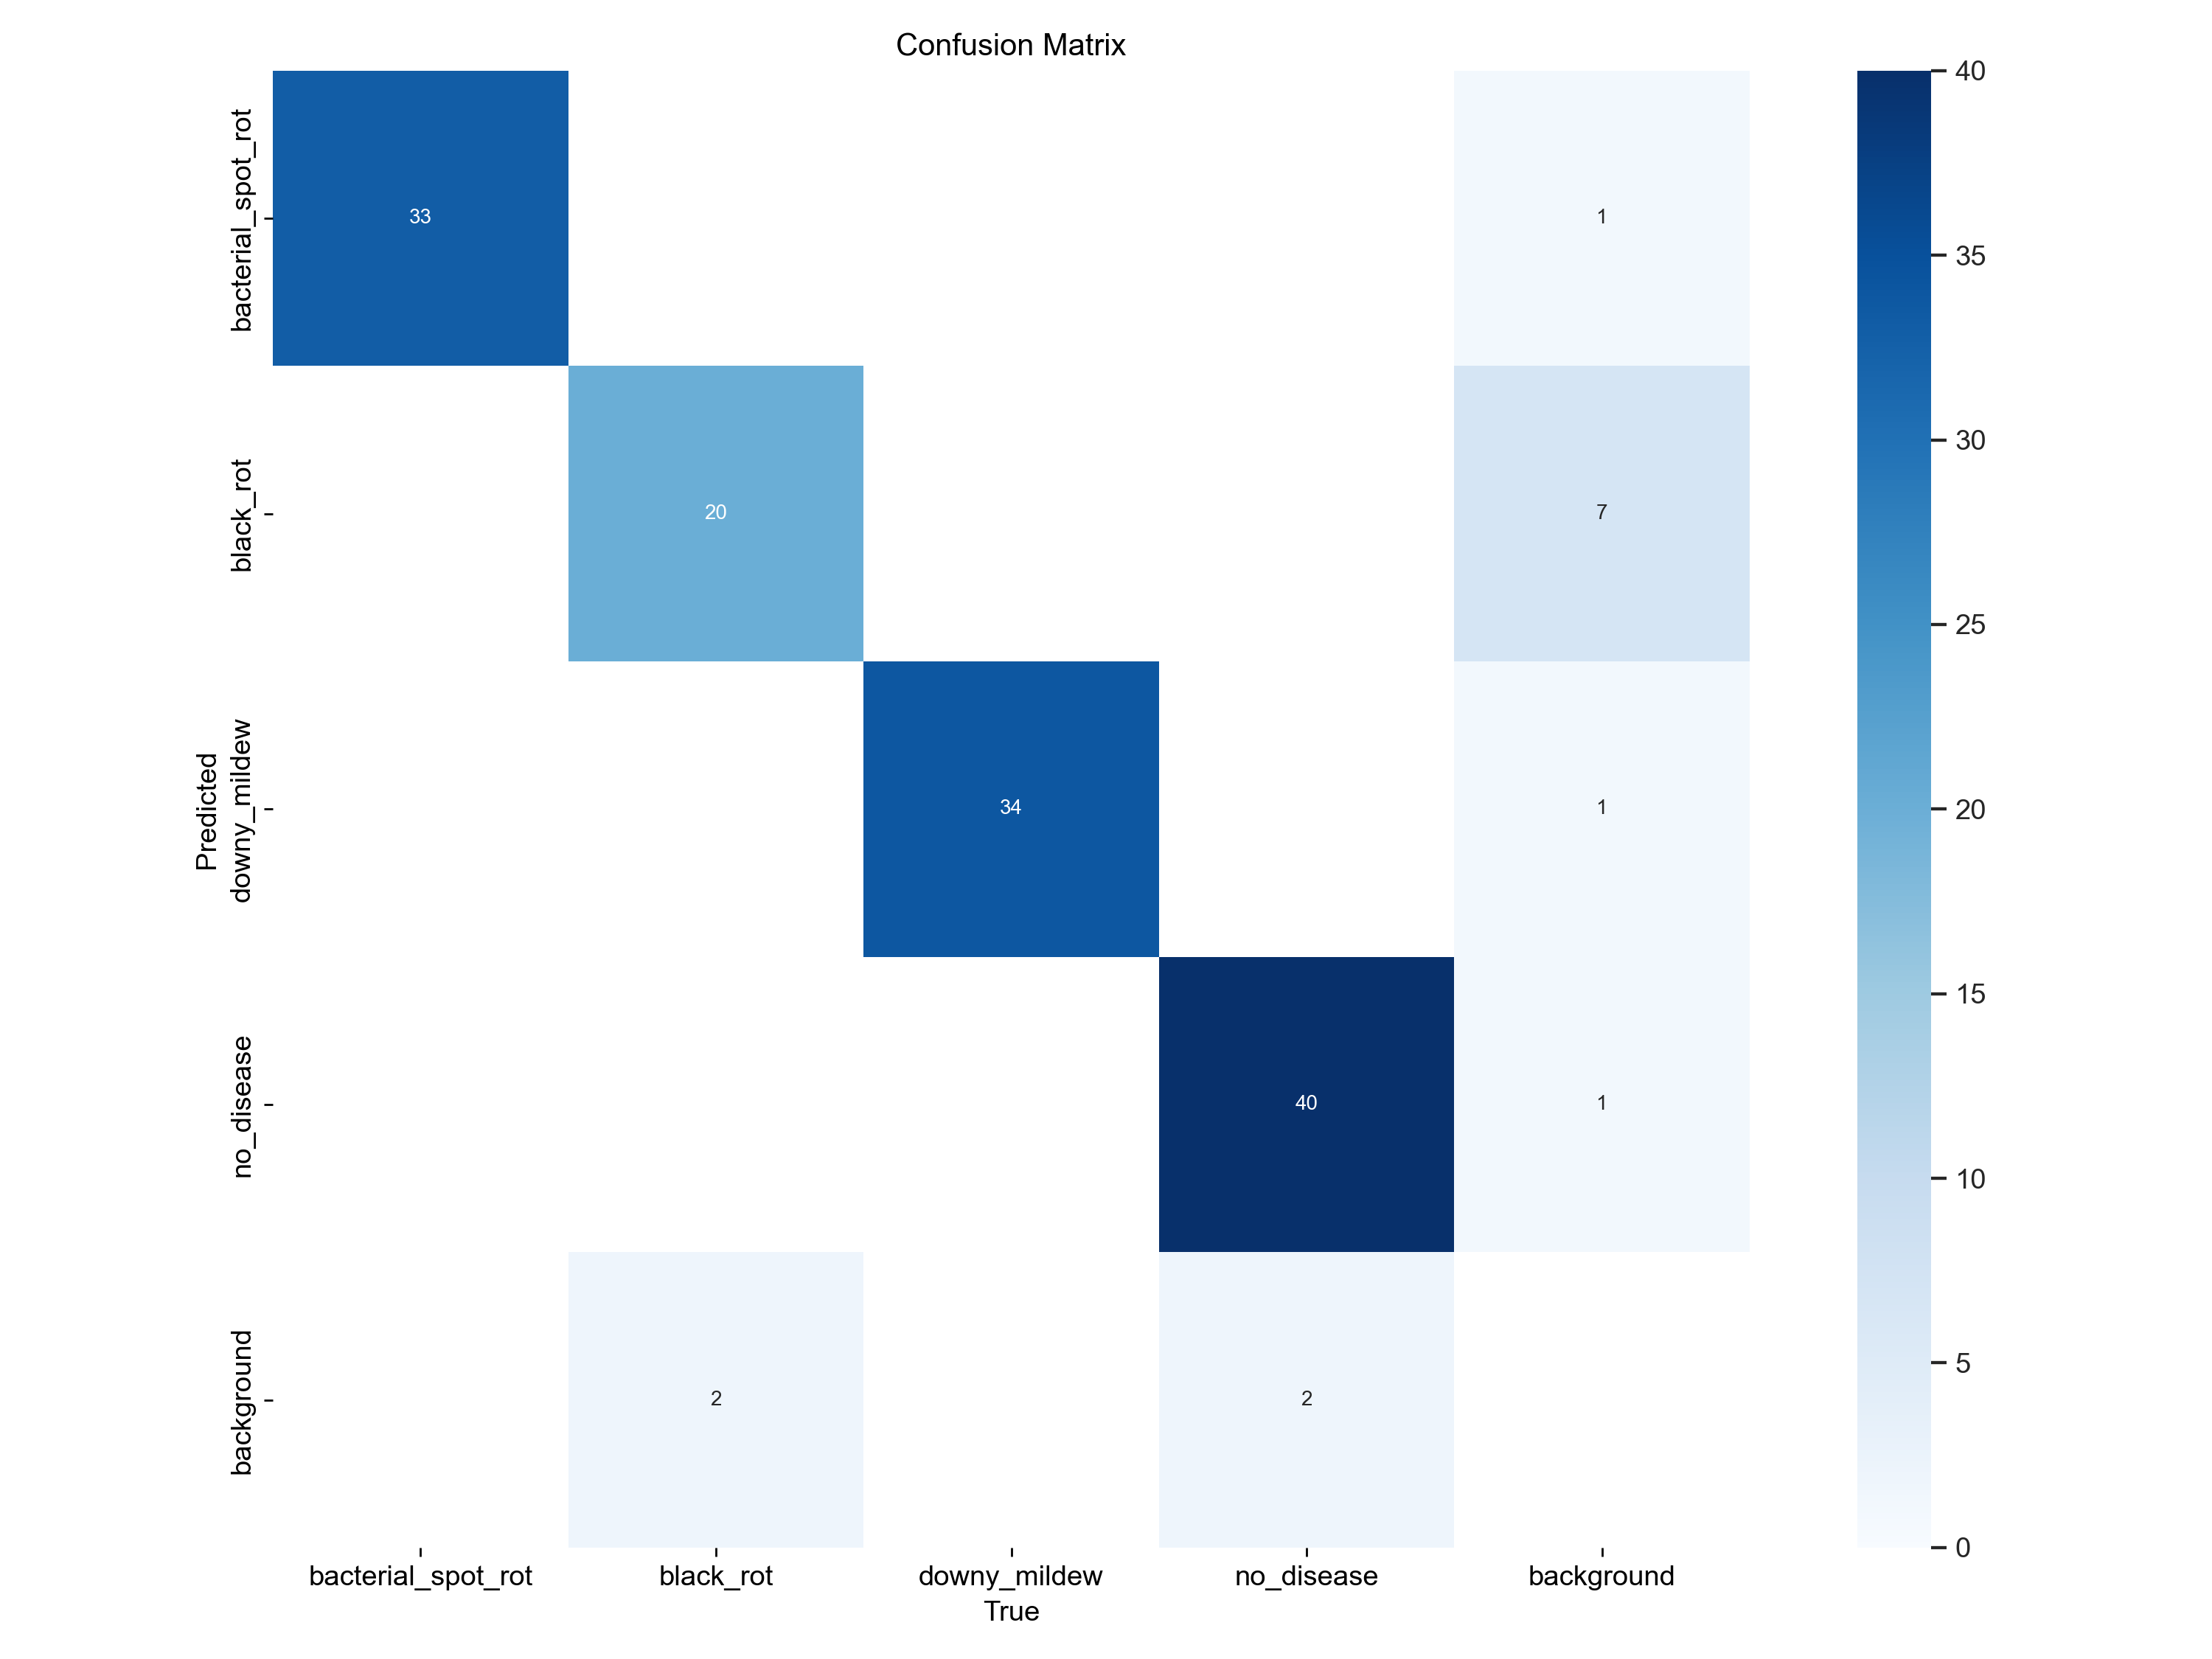 Confusion Matrix
Predicted
bacterial_spot_rot
33
1
black_rot
20
7
downy_mildew
34
1
no_disease
40
1
background
2
2
bacterial_spot_rot
black_rot
downy_mildew
no_disease
background
True
40
35
30
25
20
15
10
5
0